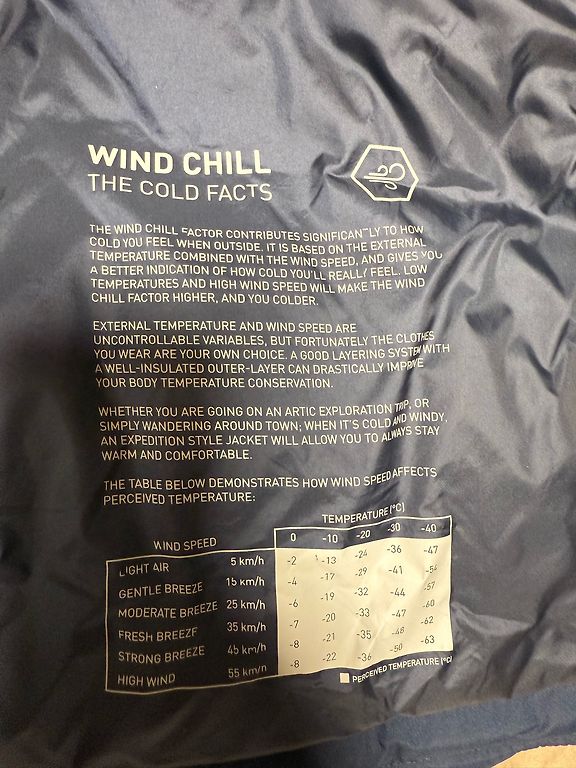 WIND CHILL
THE COLD FACTS
THE WIND CHILL FACTOR CONTRIBUTES SIGNIFICANTLY TO HOW
COLD YOU FEEL WHEN OUTSIDE. IT IS BASED ON THE EXTERNAL
TEMPERATURE COMBINED WITH THE WIND SPEED, AND GIVES YOU
A BETTER INDICATION OF HOW COLD YOU'LL REALLY FEEL. LOW
TEMPERATURES AND HIGH WIND SPEED WILL MAKE THE WIND
CHILL FACTOR HIGHER, AND YOU COLDER.
EXTERNAL TEMPERATURE AND WIND SPEED ARE
UNCONTROLLABLE VARIABLES, BUT FORTUNATELY THE CLOTHES
YOU WEAR ARE YOUR OWN CHOICE. A GOOD LAYERING SYSTEM WITH
A WELL-INSULATED OUTER-LAYER CAN DRASTICALLY IMPROVE
YOUR BODY TEMPERATURE CONSERVATION.
WHETHER YOU ARE GOING ON AN ARTIC EXPLORATION TRIP, OR
SIMPLY WANDERING AROUND TOWN; WHEN IT'S COLD AND WINDY,
AN EXPEDITION STYLE JACKET WILL ALLOW YOU TO ALWAYS STAY
WARM AND COMFORTABLE.
THE TABLE BELOW DEMONSTRATES HOW WIND SPEED AFFECTS
PERCEIVED TEMPERATURE:
TEMPERATURE (°C)
WIND SPEED 0 -10 -20 -30 -40
LIGHT AIR 5 km/h -2 -13 -24 -36 -47
GENTLE BREEZE 15 km/h -4 -17 -29 -41 -54
MODERATE BREEZE 25 km/h -6 -19 -32 -44 -57
FRESH BREEZE 35 km/h -7 -20 -33 -47 -60
STRONG BREEZE 45 km/h -8 -21 -35 -48 -62
HIGH WIND 55 km/h -8 -22 -36 -50 -63
PERCEIVED TEMPERATURE (°C)